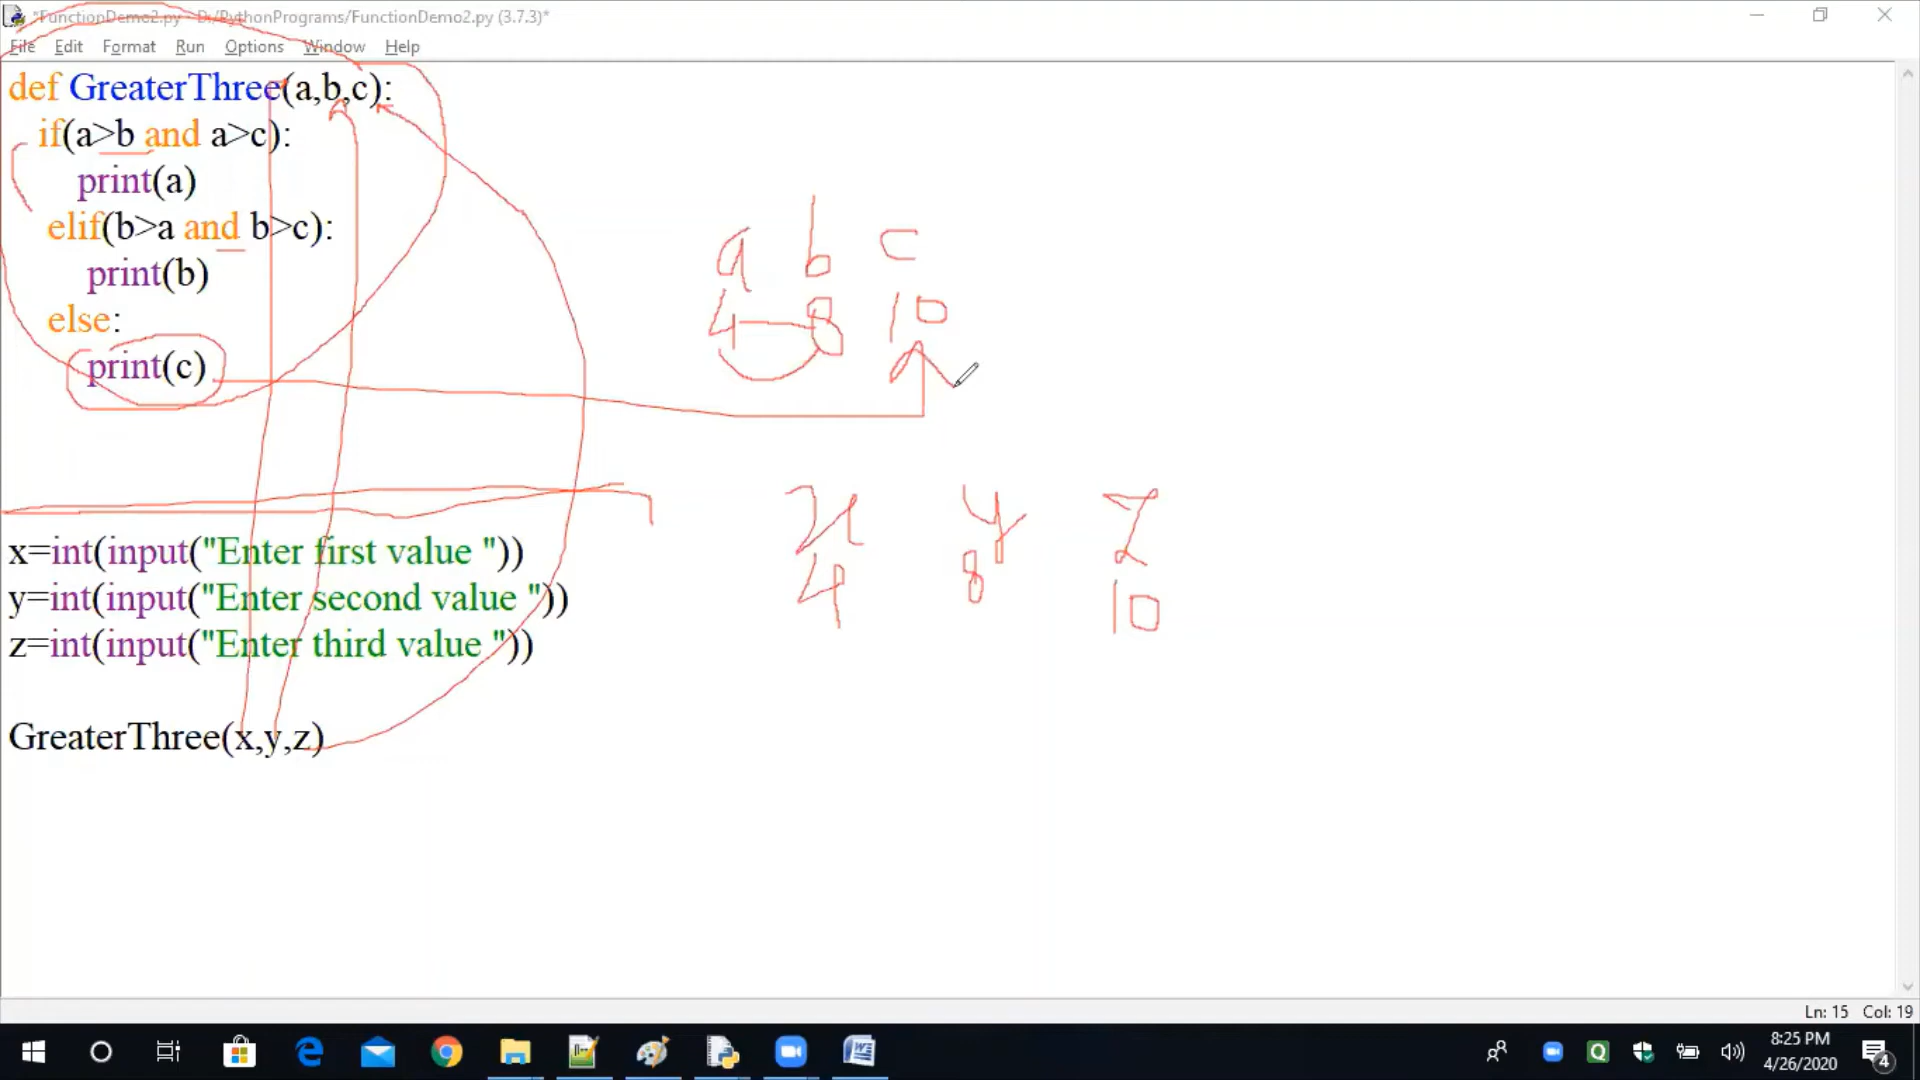 *FunctionDemo2.py - D:/PythonPrograms/FunctionDemo2.py (3.7.3)*
File Edit Format Run Options Window Help
def GreaterThree(a,b,c):
if(a>b and a>c):
print(a)
elif(b>a and b>c):
print(b)
else:
print(c)
a b c
4 8 10
x y z
4 8 10
x=int(input("Enter first value "))
y=int(input("Enter second value "))
z=int(input("Enter third value "))
GreaterThree(x,y,z)
Ln: 15 Col: 19
8:25 PM
4/26/2020
4